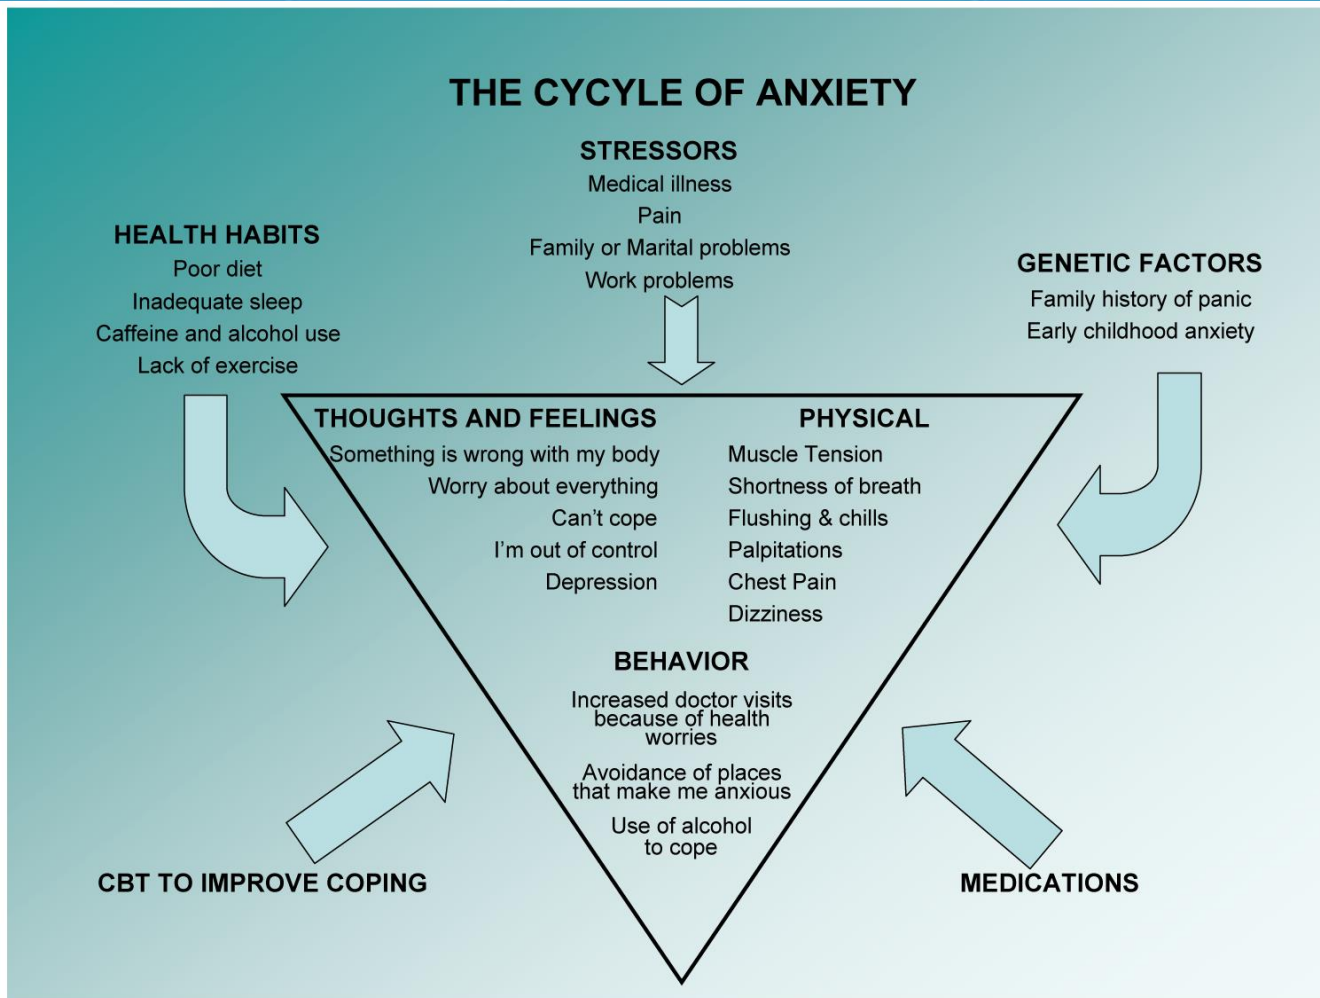 THE CYCYLE OF ANXIETY
STRESSORS
Medical illness
Pain
Family or Marital problems
Work problems
HEALTH HABITS
Poor diet
Inadequate sleep
Caffeine and alcohol use
Lack of exercise
GENETIC FACTORS
Family history of panic
Early childhood anxiety
THOUGHTS AND FEELINGS
Something is wrong with my body
Worry about everything
Can't cope
I'm out of control
Depression
PHYSICAL
Muscle Tension
Shortness of breath
Flushing & chills
Palpitations
Chest Pain
Dizziness
BEHAVIOR
Increased doctor visits
because of health
worries
Avoidance of places
that make me anxious
Use of alcohol
to cope
CBT TO IMPROVE COPING
MEDICATIONS